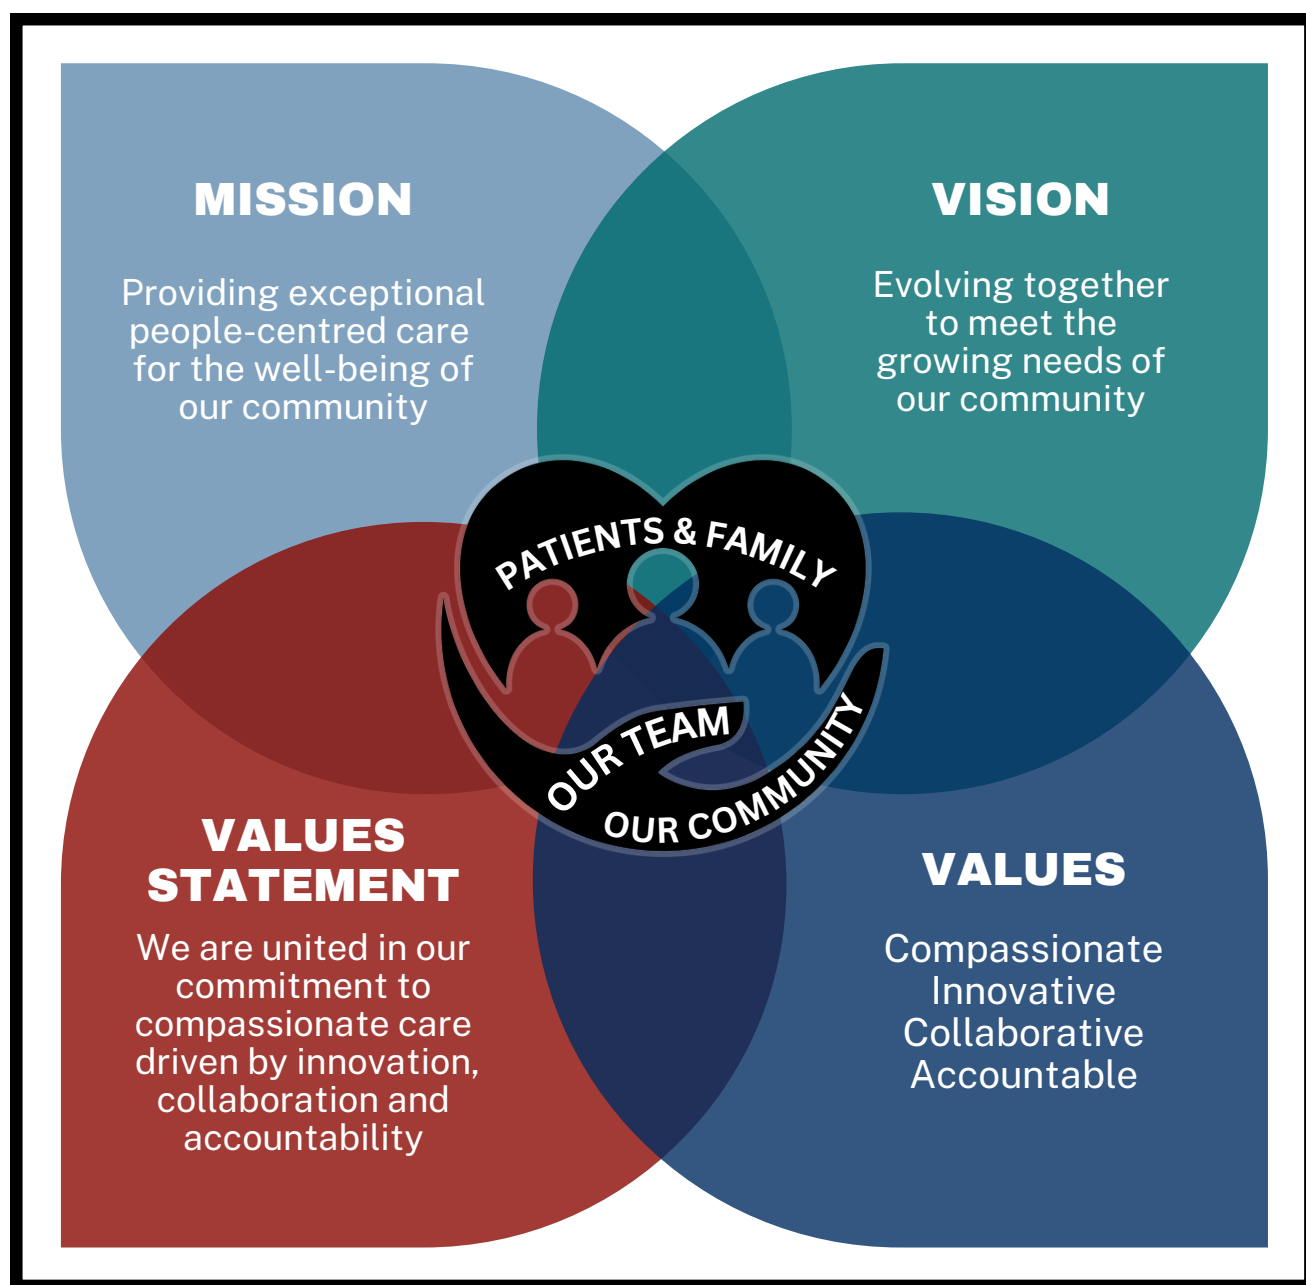 MISSION
Providing exceptional
people-centred care
for the well-being of
our community
VISION
Evolving together
to meet the
growing needs of
our community
PATIENTS & FAMILY
OUR TEAM
OUR COMMUNITY
VALUES
STATEMENT
We are united in our
commitment to
compassionate care
driven by innovation,
collaboration and
accountability
VALUES
Compassionate
Innovative
Collaborative
Accountable